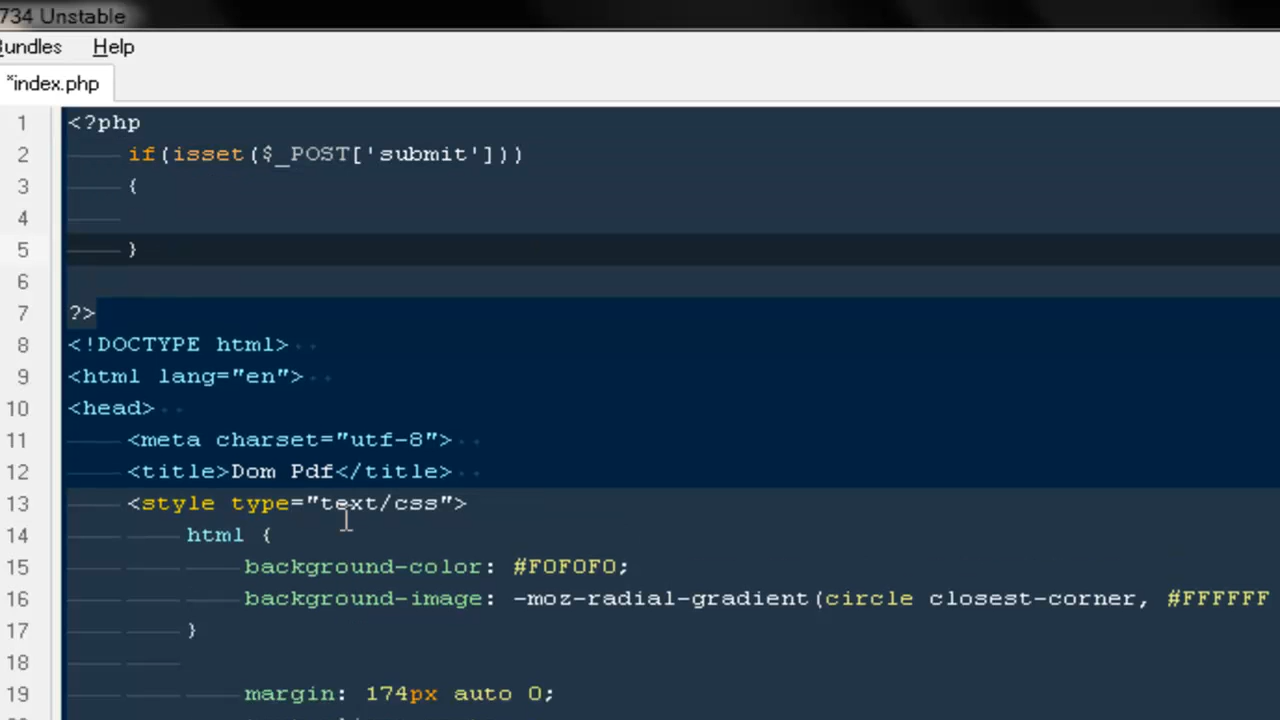 734 Unstable
Bundles Help
*index.php
1 <?php
2 if(isset($_POST['submit']))
3 {
4
5 }
6
7 ?>
8 <!DOCTYPE html>
9 <html lang="en">
10 <head>
11 <meta charset="utf-8">
12 <title>Dom Pdf</title>
13 <style type="text/css">
14 html {
15 background-color: #F0F0F0;
16 background-image: -moz-radial-gradient(circle closest-corner, #FFFFFF
17 }
18
19 margin: 174px auto 0;